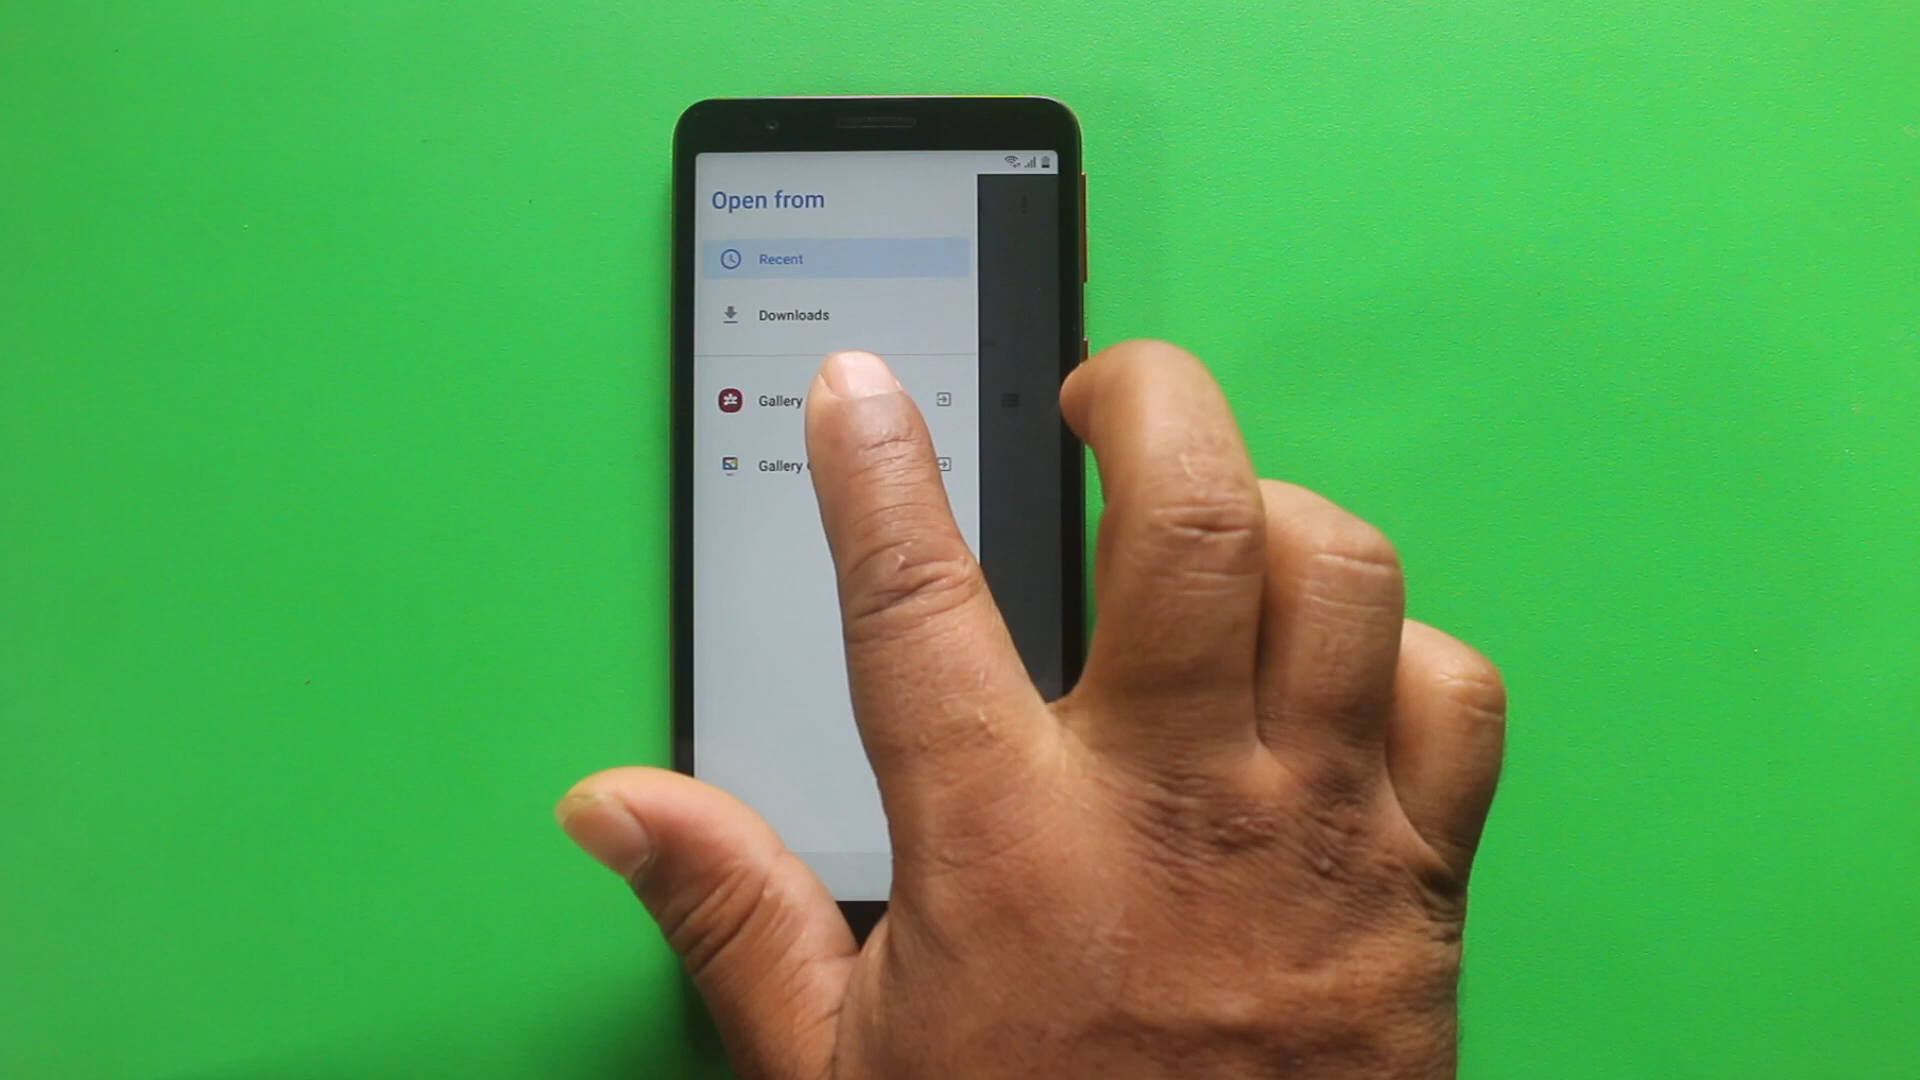 Open from
Recent
Downloads
Gallery
Gallery